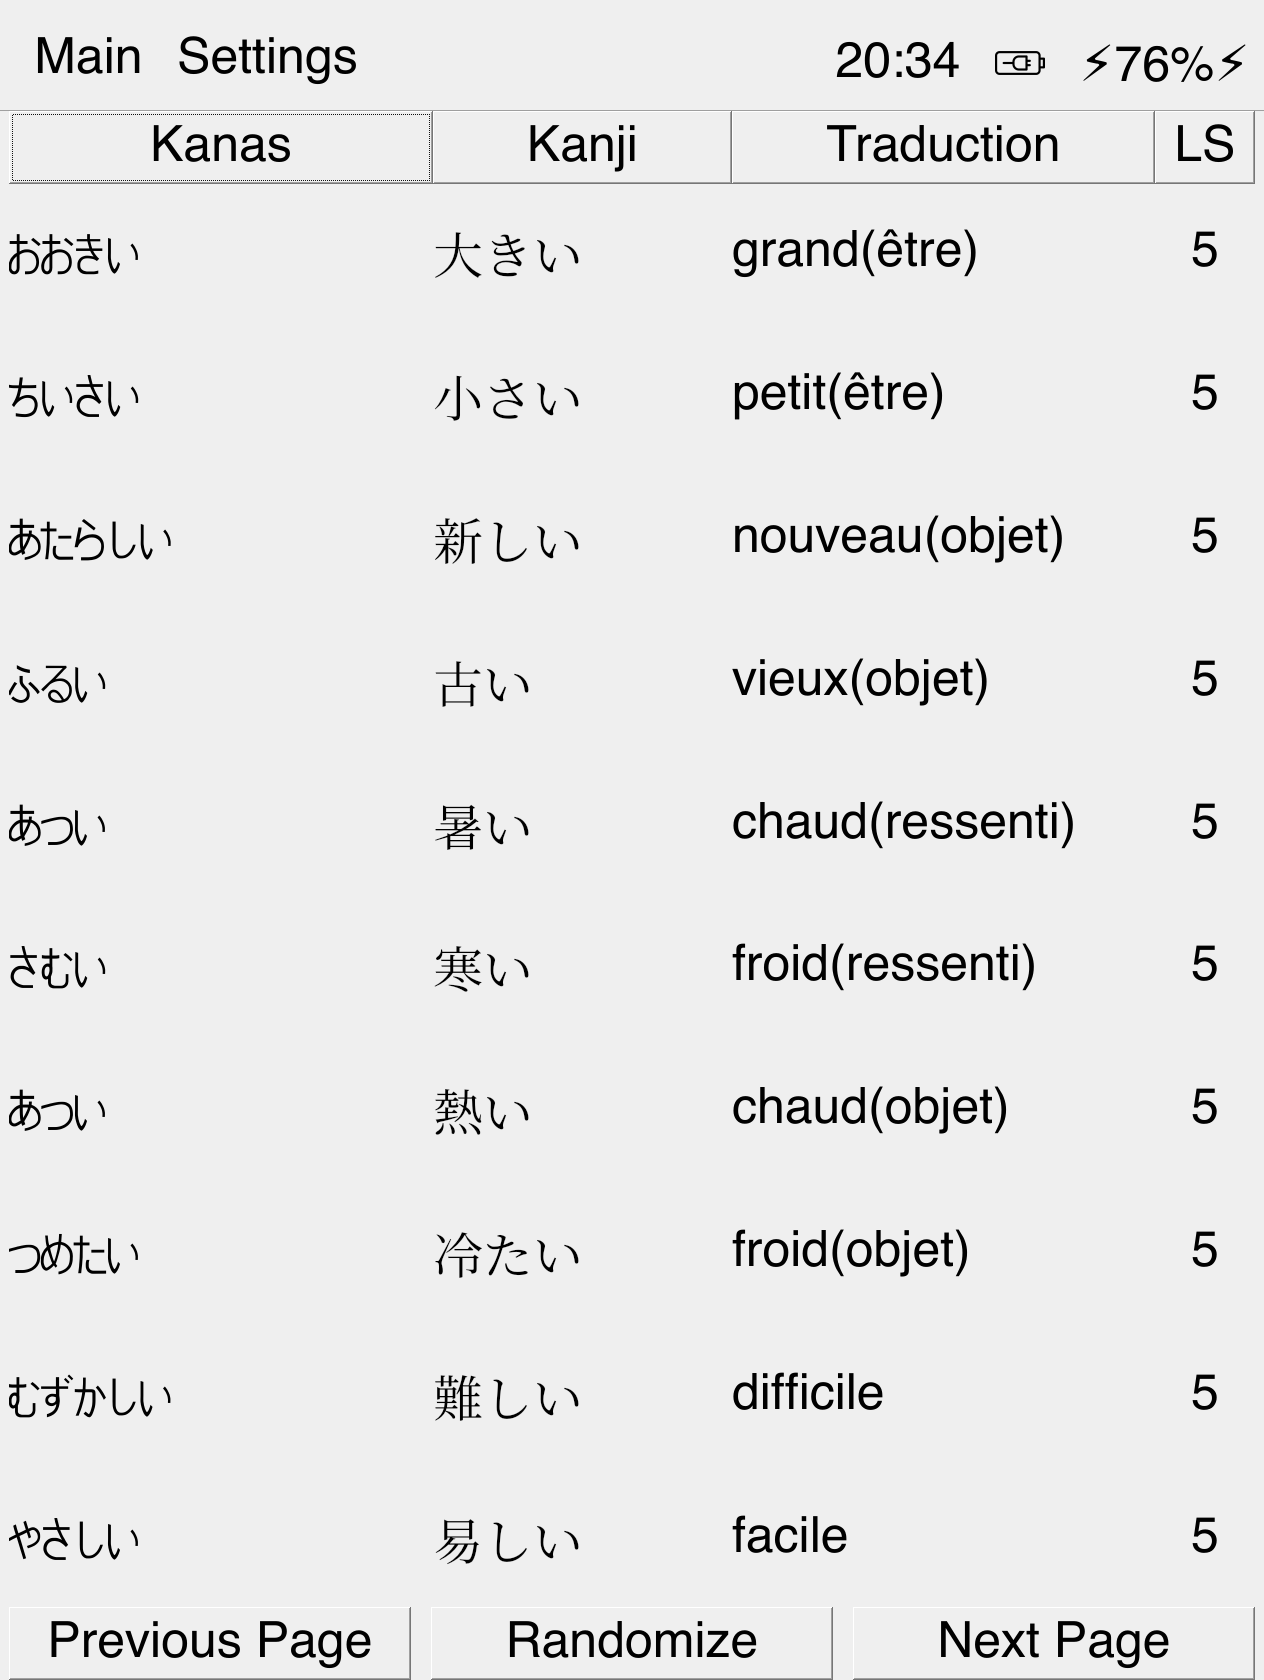 Main Settings 20:34 ⚡76%⚡
Kanas Kanji Traduction LS
おおきい 大きい grand(être) 5
ちいさい 小さい petit(être) 5
あたらしい 新しい nouveau(objet) 5
ふるい 古い vieux(objet) 5
あつい 暑い chaud(ressenti) 5
さむい 寒い froid(ressenti) 5
あつい 熱い chaud(objet) 5
つめたい 冷たい froid(objet) 5
むずかしい 難しい difficile 5
やさしい 易しい facile 5
Previous Page Randomize Next Page